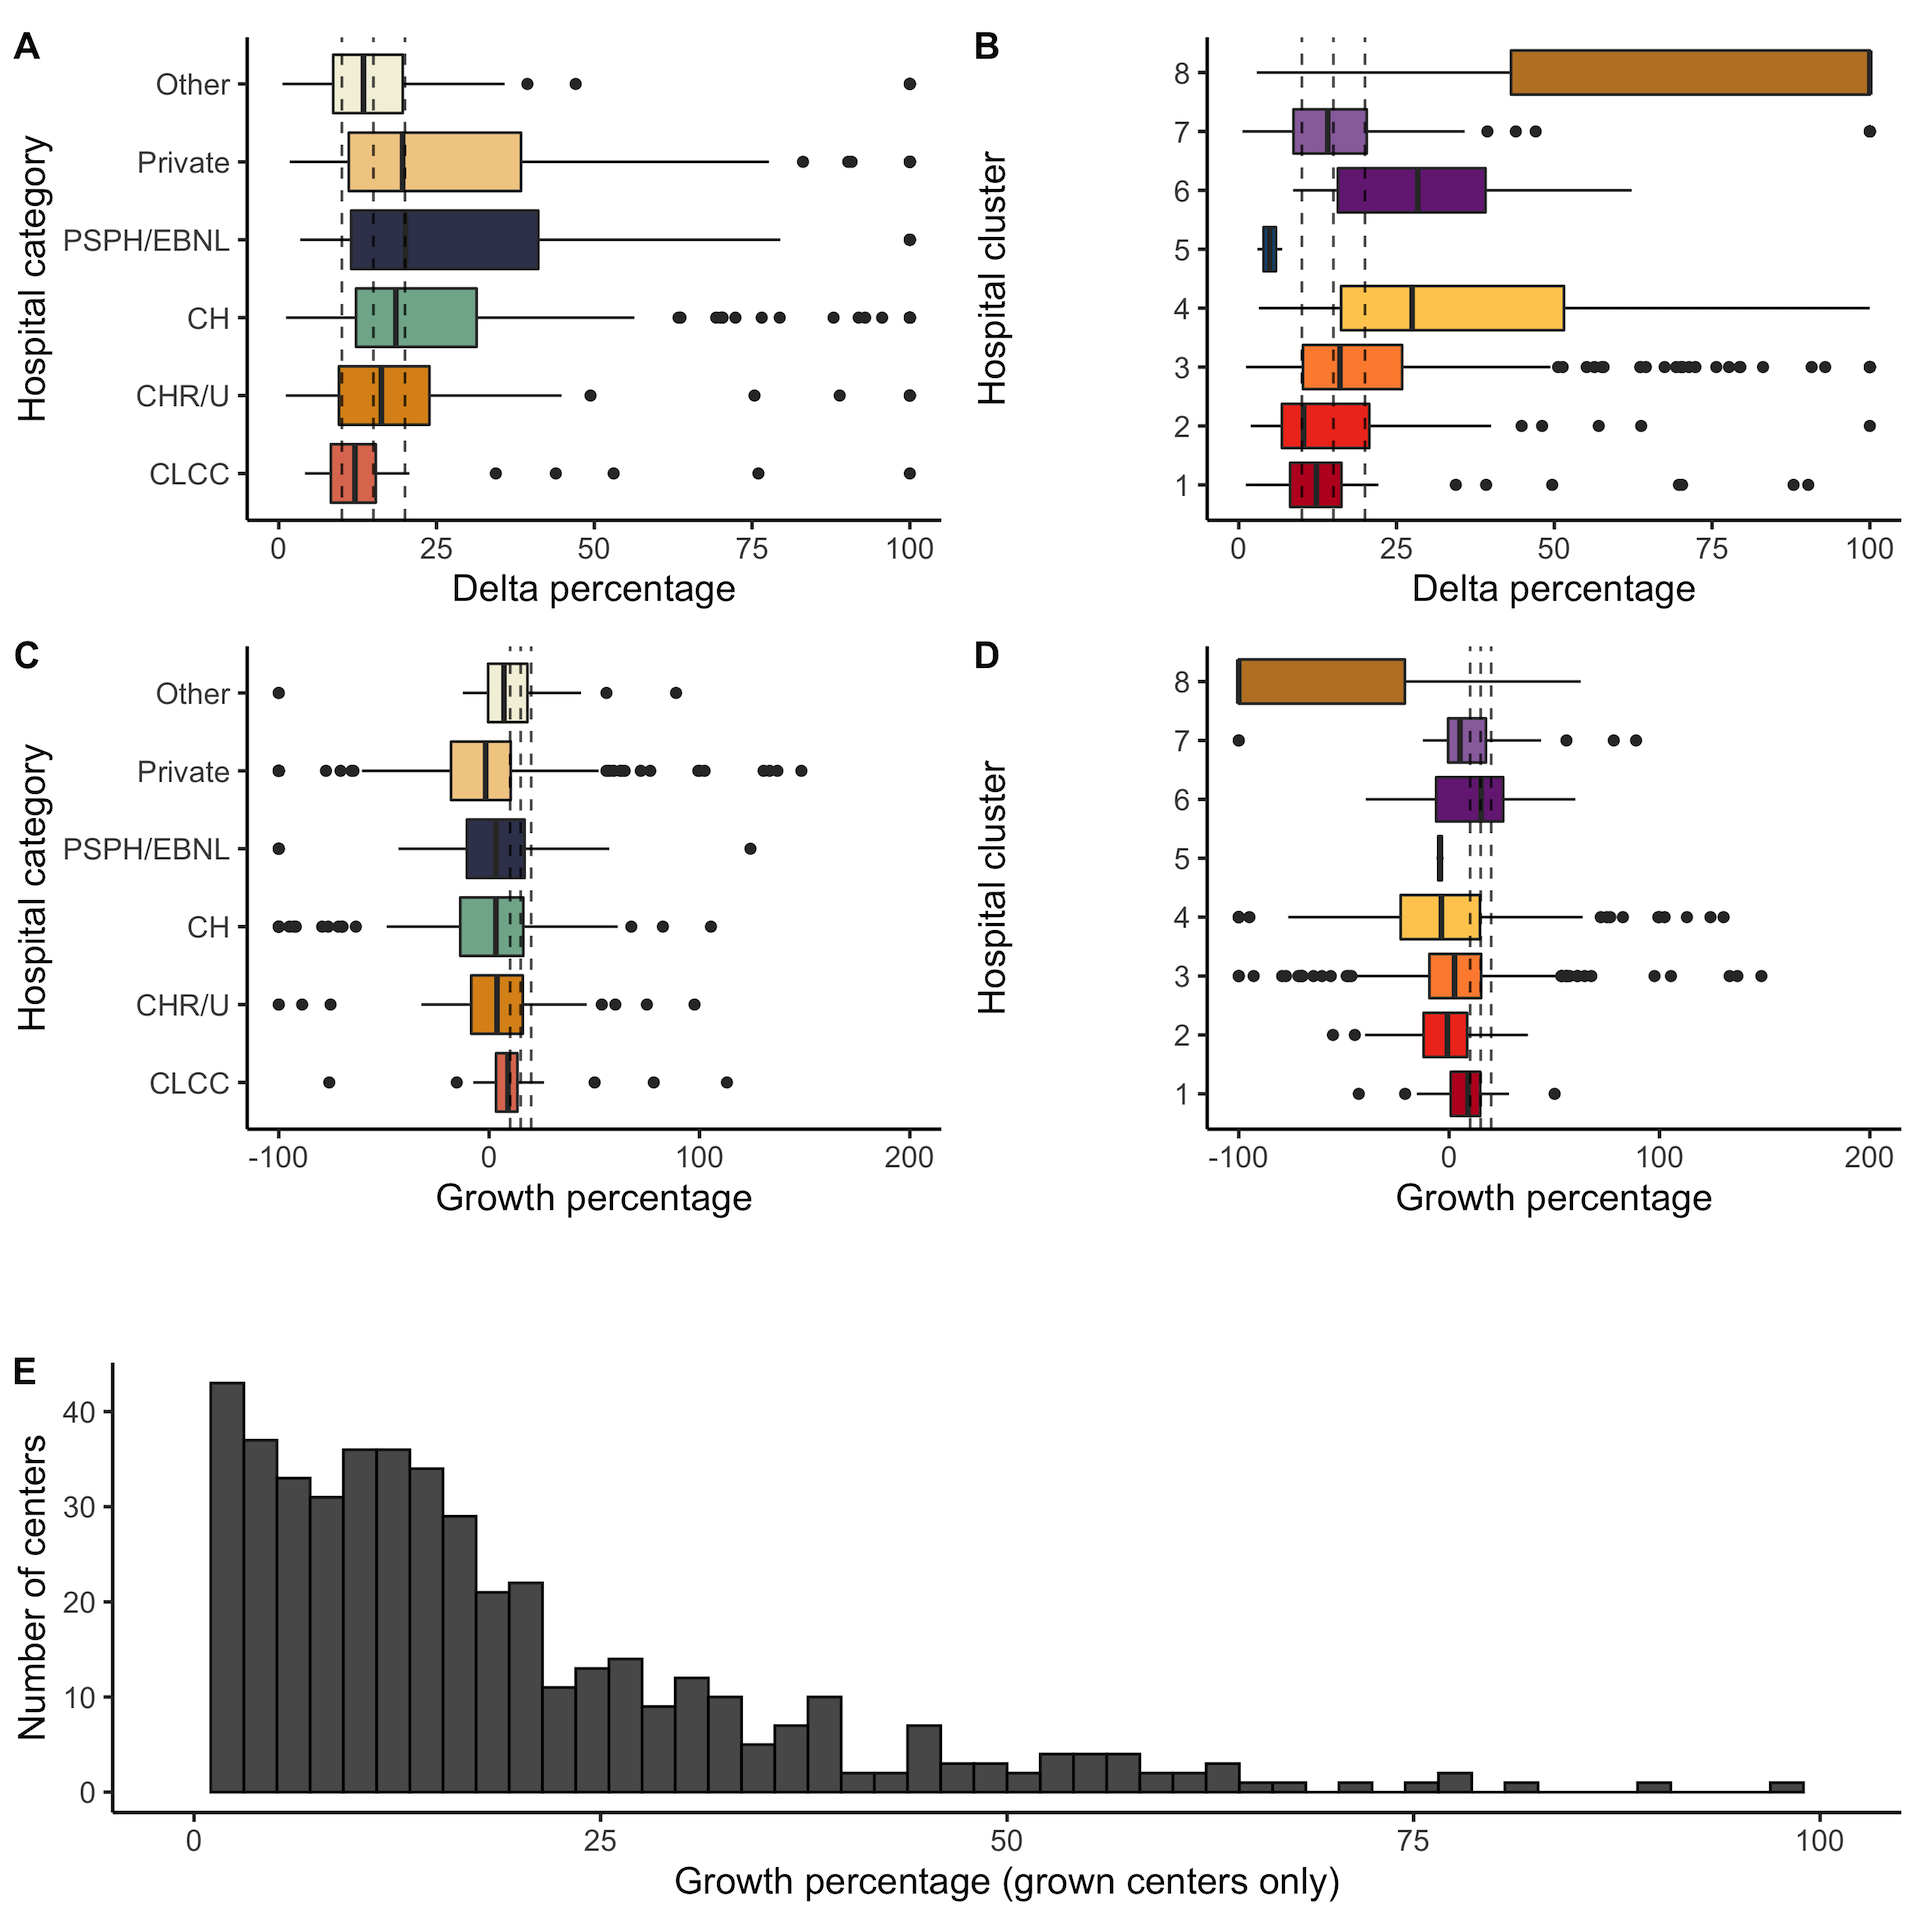 A
Hospital category
Other
Private
PSPH/EBNL
CH
CHR/U
CLCC
0 25 50 75 100
Delta percentage
B
Hospital cluster
8
7
6
5
4
3
2
1
0 25 50 75 100
Delta percentage
C
Hospital category
Other
Private
PSPH/EBNL
CH
CHR/U
CLCC
-100 0 100 200
Growth percentage
D
Hospital cluster
8
7
6
5
4
3
2
1
-100 0 100 200
Growth percentage
E
Number of centers
40
30
20
10
0
0 25 50 75 100
Growth percentage (grown centers only)